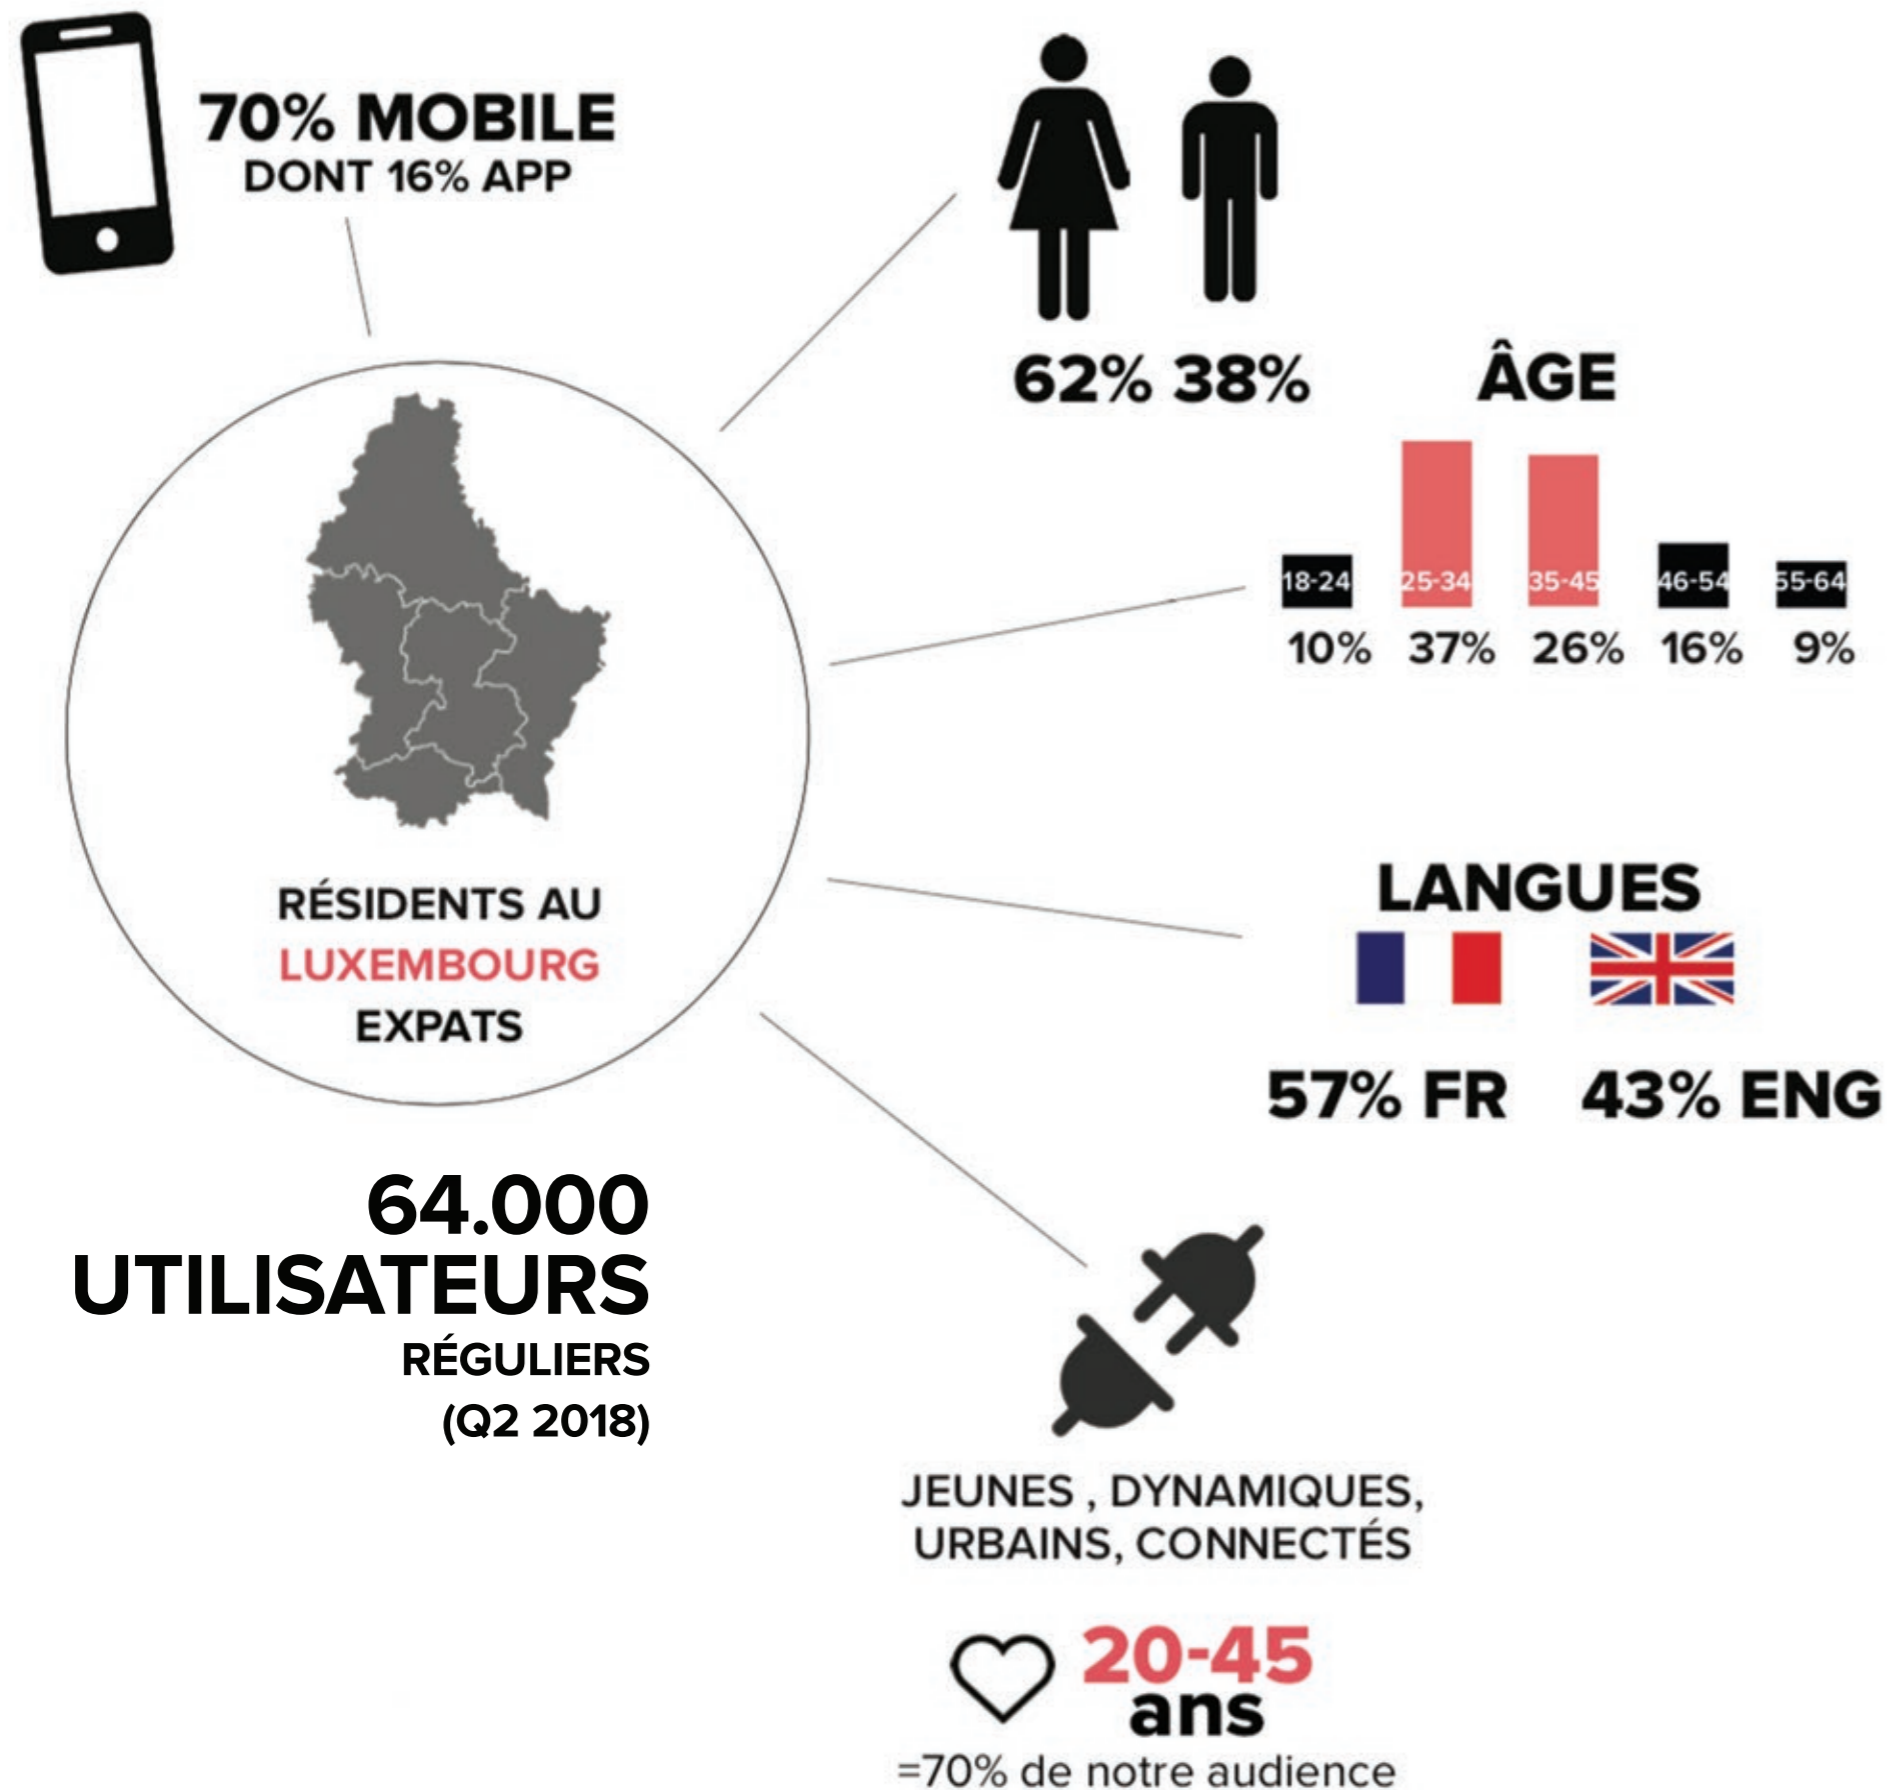 70% MOBILE
DONT 16% APP
62% 38%
ÂGE
18-24 25-34 35-45 46-54 55-64
10% 37% 26% 16% 9%
RÉSIDENTS AU
LUXEMBOURG
EXPATS
LANGUES
57% FR 43% ENG
64.000
UTILISATEURS
RÉGULIERS
(Q2 2018)
JEUNES , DYNAMIQUES,
URBAINS, CONNECTÉS
20-45
ans
=70% de notre audience